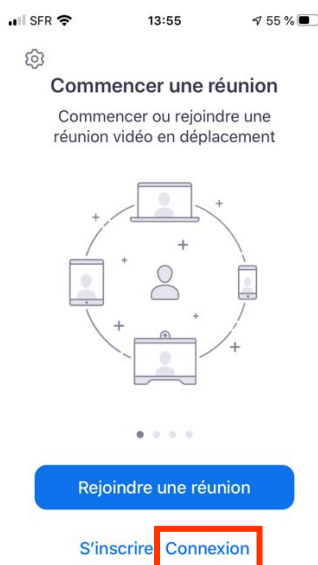 SFR 13:55 55 %
Commencer une réunion
Commencer ou rejoindre une
réunion vidéo en déplacement
Rejoindre une réunion
S'inscrire Connexion